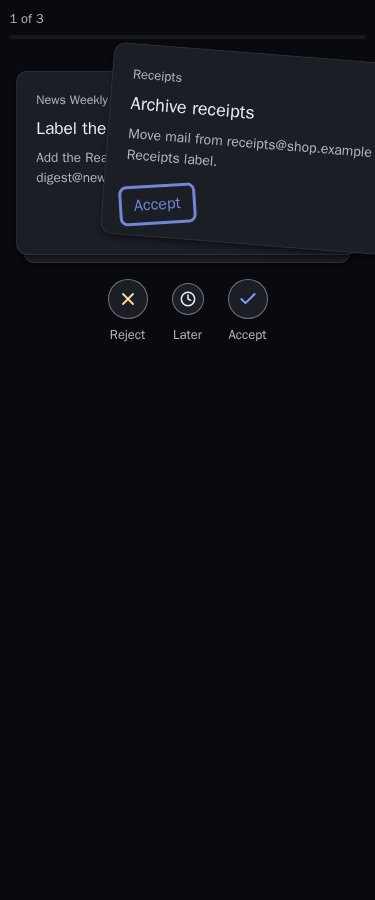 1 of 3
News Weekly
Label the
Add the Rea
digest@new
Receipts
Archive receipts
Move mail from receipts@shop.example
Receipts label.
Accept
Reject
Later
Accept